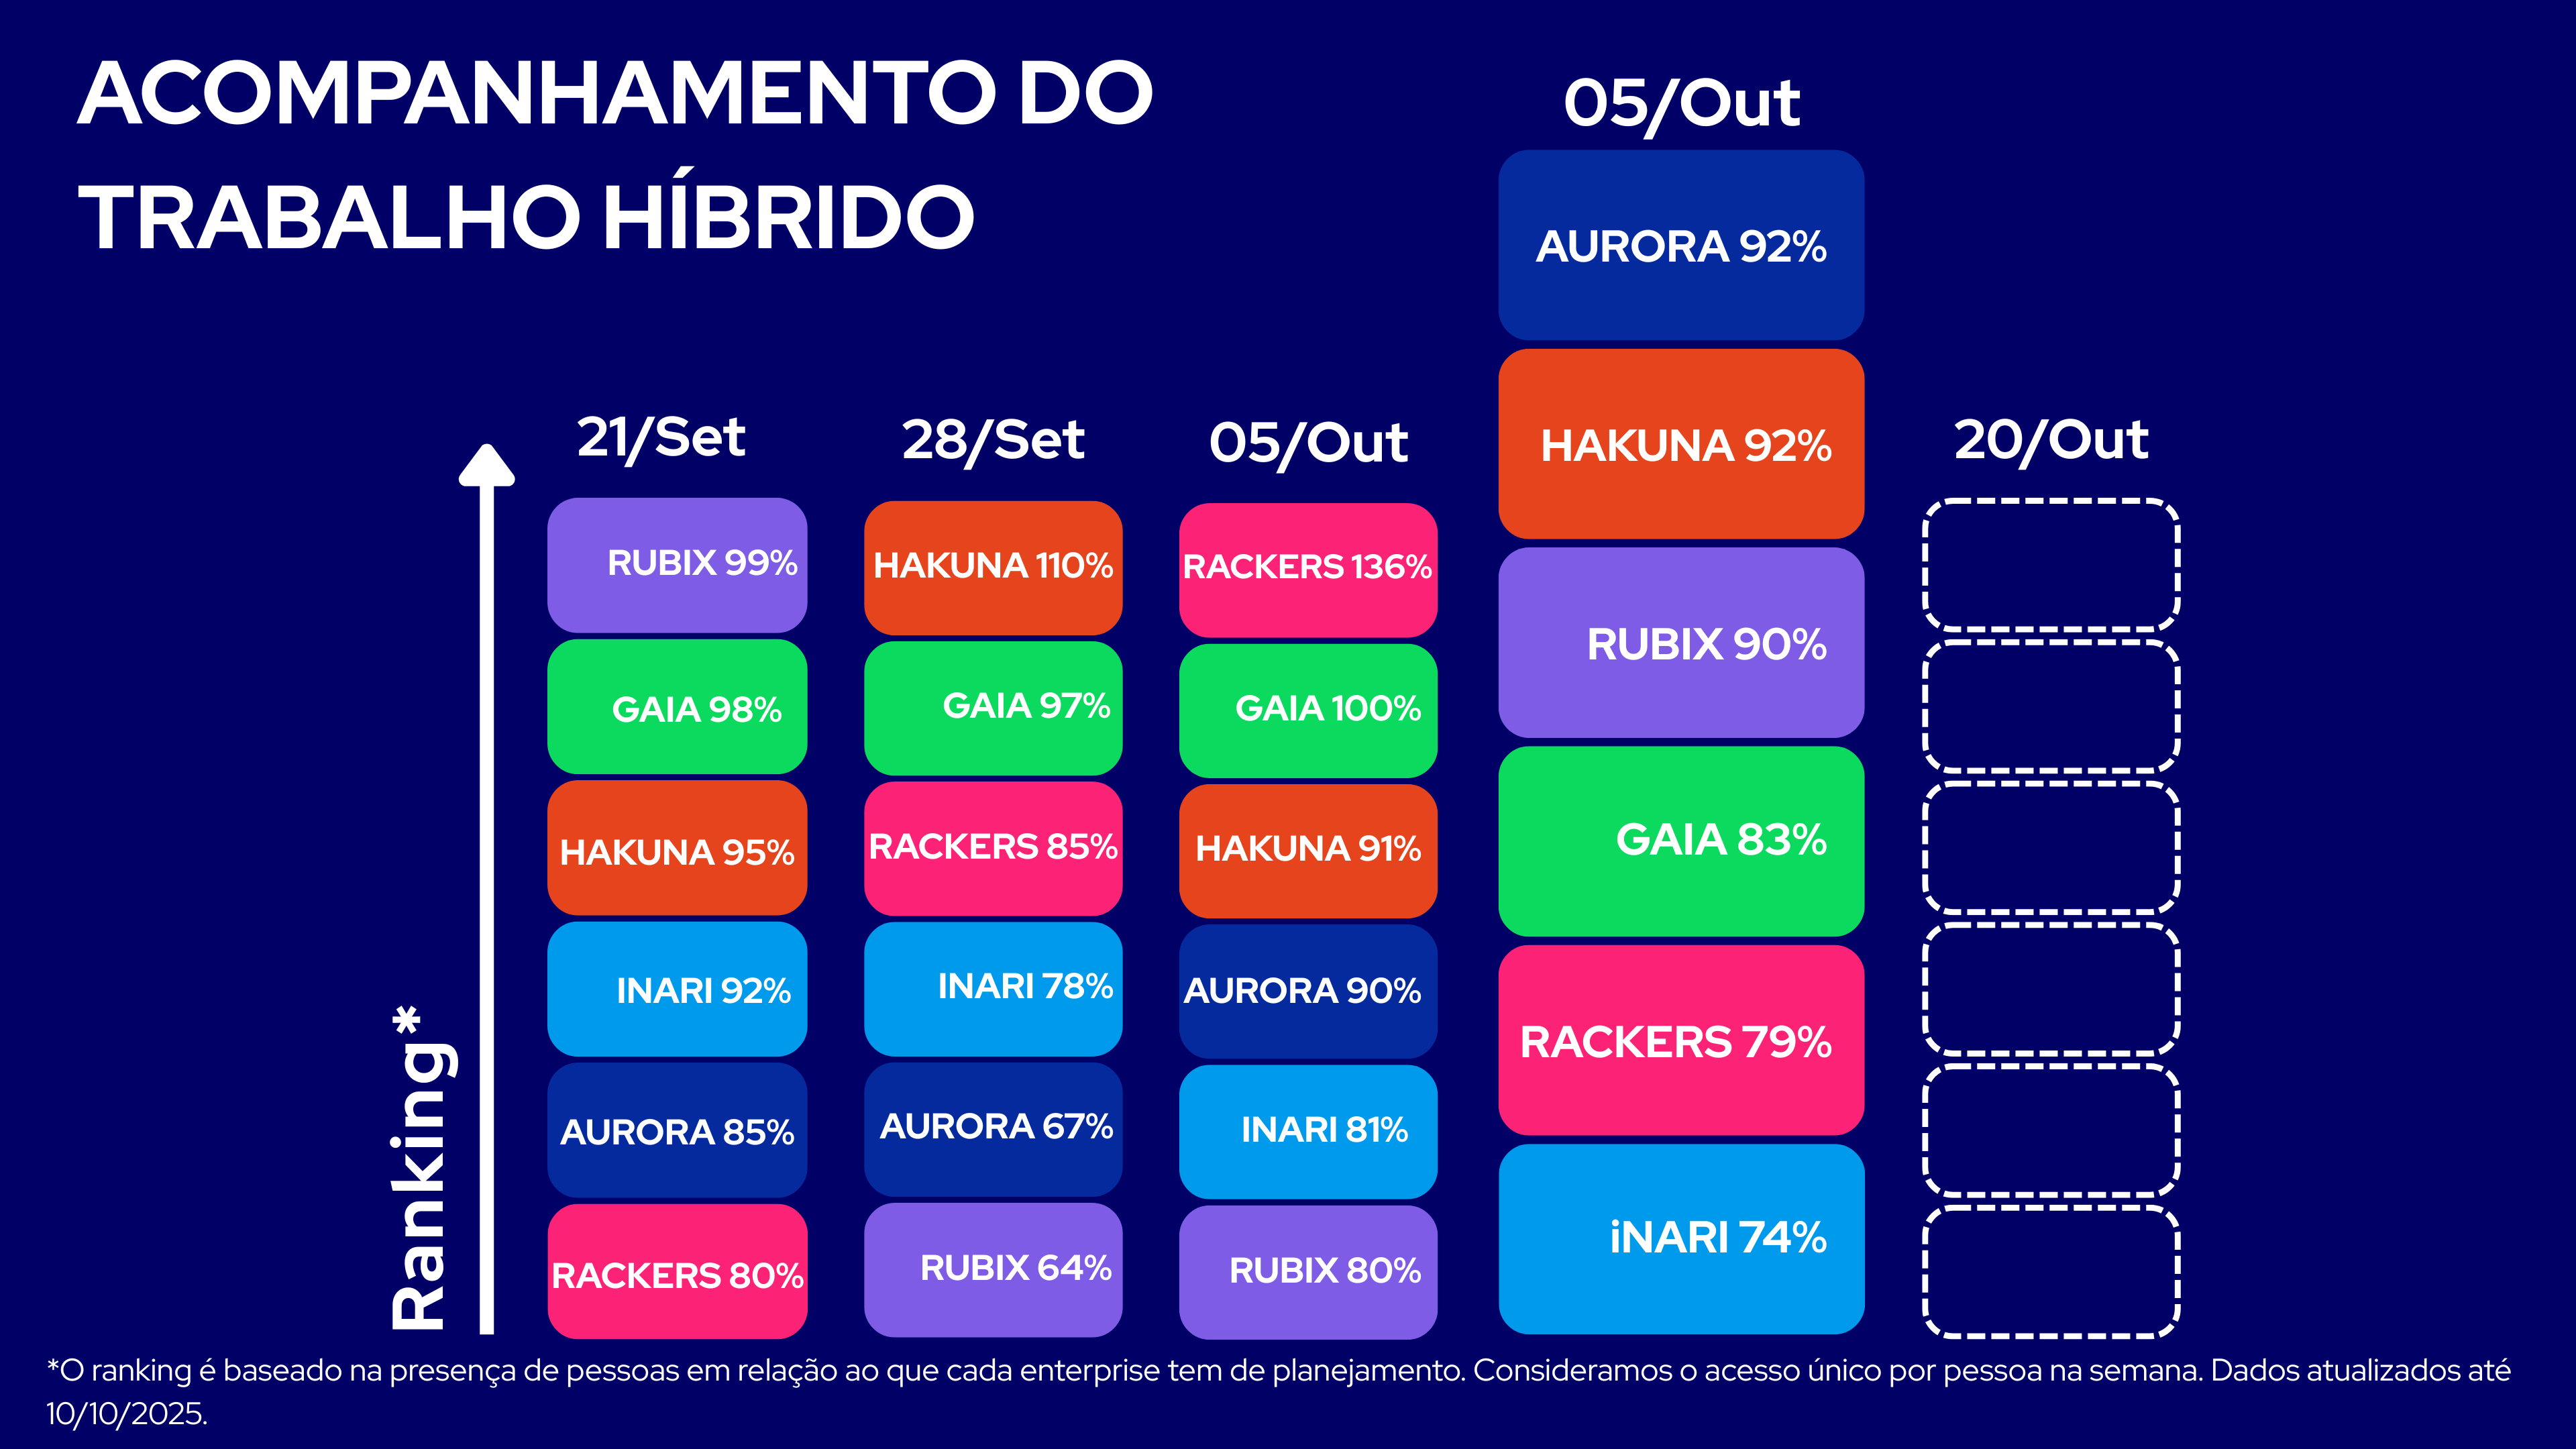 ACOMPANHAMENTO DO
TRABALHO HÍBRIDO
Ranking*
21/Set
RUBIX 99%
GAIA 98%
HAKUNA 95%
INARI 92%
AURORA 85%
RACKERS 80%
28/Set
HAKUNA 110%
GAIA 97%
RACKERS 85%
INARI 78%
AURORA 67%
RUBIX 64%
05/Out
RACKERS 136%
GAIA 100%
HAKUNA 91%
AURORA 90%
INARI 81%
RUBIX 80%
05/Out
AURORA 92%
HAKUNA 92%
RUBIX 90%
GAIA 83%
RACKERS 79%
iNARI 74%
20/Out
*O ranking é baseado na presença de pessoas em relação ao que cada enterprise tem de planejamento. Consideramos o acesso único por pessoa na semana. Dados atualizados até
10/10/2025.